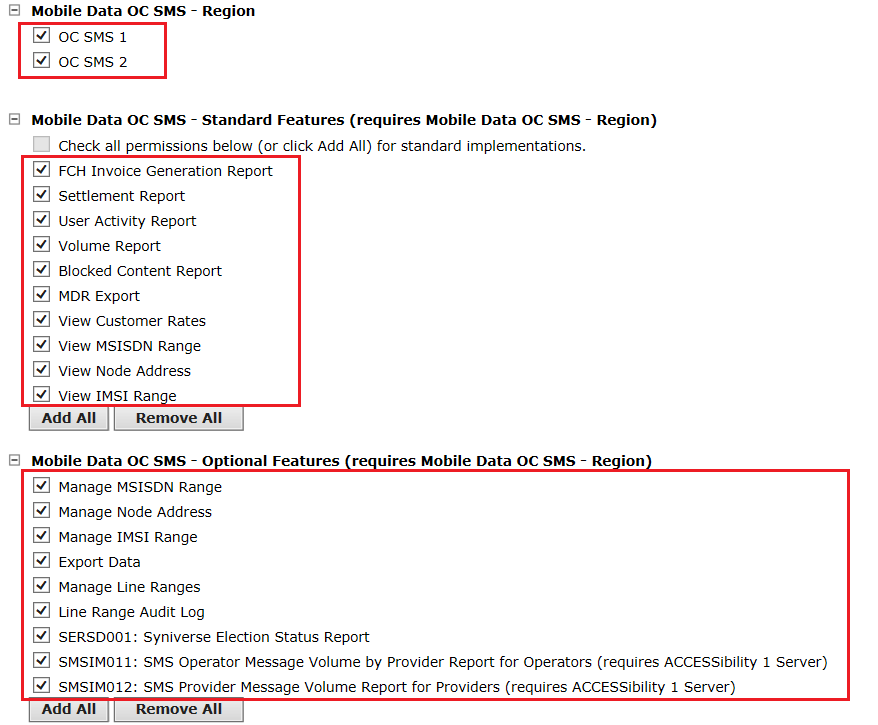 Mobile Data OC SMS - Region
OC SMS 1
OC SMS 2
Mobile Data OC SMS - Standard Features (requires Mobile Data OC SMS - Region)
Check all permissions below (or click Add All) for standard implementations.
FCH Invoice Generation Report
Settlement Report
User Activity Report
Volume Report
Blocked Content Report
MDR Export
View Customer Rates
View MSISDN Range
View Node Address
View IMSI Range
Add All Remove All
Mobile Data OC SMS - Optional Features (requires Mobile Data OC SMS - Region)
Manage MSISDN Range
Manage Node Address
Manage IMSI Range
Export Data
Manage Line Ranges
Line Range Audit Log
SERSD001: Syniverse Election Status Report
SMSIM011: SMS Operator Message Volume by Provider Report for Operators (requires ACCESSibility 1 Server)
SMSIM012: SMS Provider Message Volume Report for Providers (requires ACCESSibility 1 Server)
Add All Remove All